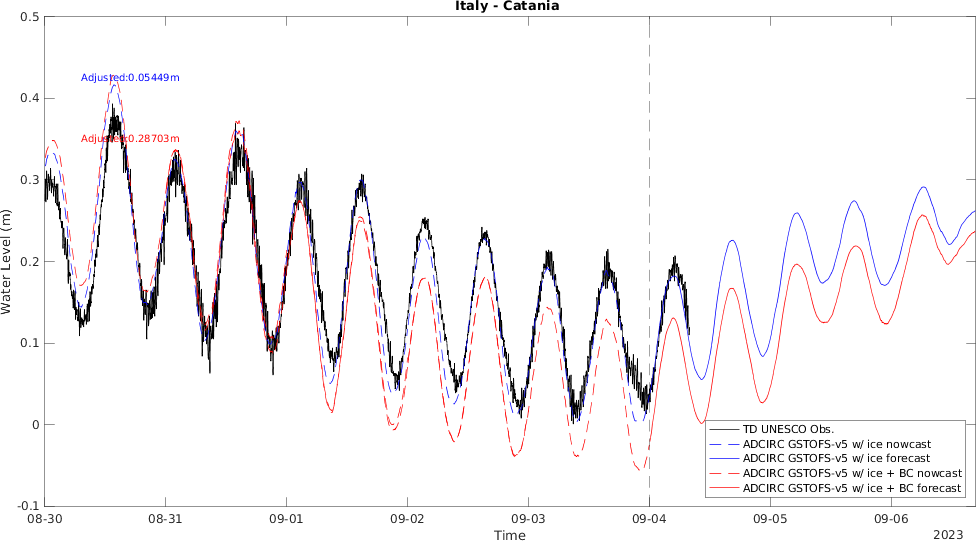 Italy - Catania
0.5
0.4
0.3
0.2
0.1
0
-0.1
Water Level (m)
Adjusted:0.05449m
Adjusted:0.28703m
TD UNESCO Obs.
ADCIRC GSTOFS-v5 w/ ice nowcast
ADCIRC GSTOFS-v5 w/ ice forecast
ADCIRC GSTOFS-v5 w/ ice + BC nowcast
ADCIRC GSTOFS-v5 w/ ice + BC forecast
08-30 08-31 09-01 09-02 09-03 09-04 09-05 09-06
Time
2023